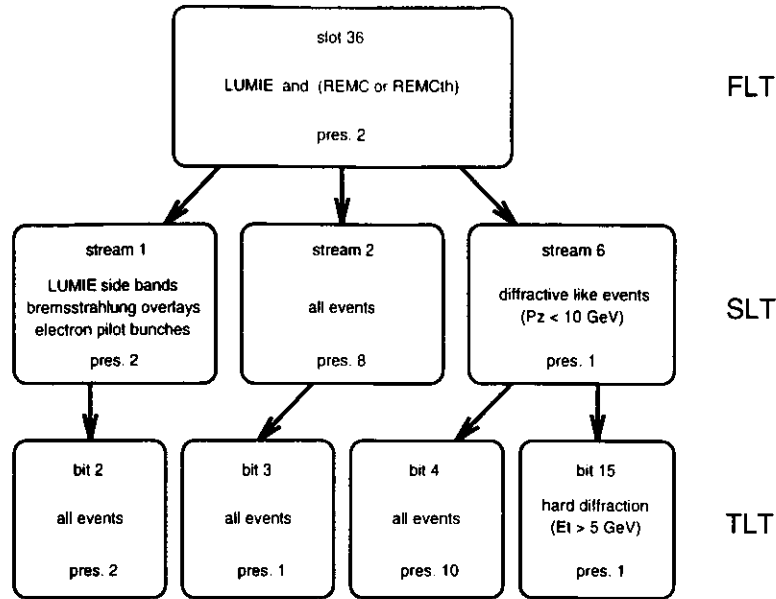 slot 36
LUMIE and (REMC or REMCth)
pres. 2
FLT
stream 1
LUMIE side bands
bremsstrahlung overlays
electron pilot bunches
pres. 2
stream 2
all events
pres. 8
stream 6
diffractive like events
(Pz < 10 GeV)
pres. 1
SLT
bit 2
all events
pres. 2
bit 3
all events
pres. 1
bit 4
all events
pres. 10
bit 15
hard diffraction
(Et > 5 GeV)
pres. 1
TLT